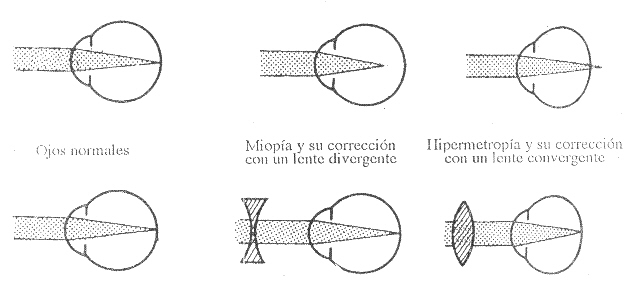 Ojos normales
Miopía y su corrección
con un lente divergente
Hipermetropía y su corrección
con un lente convergente